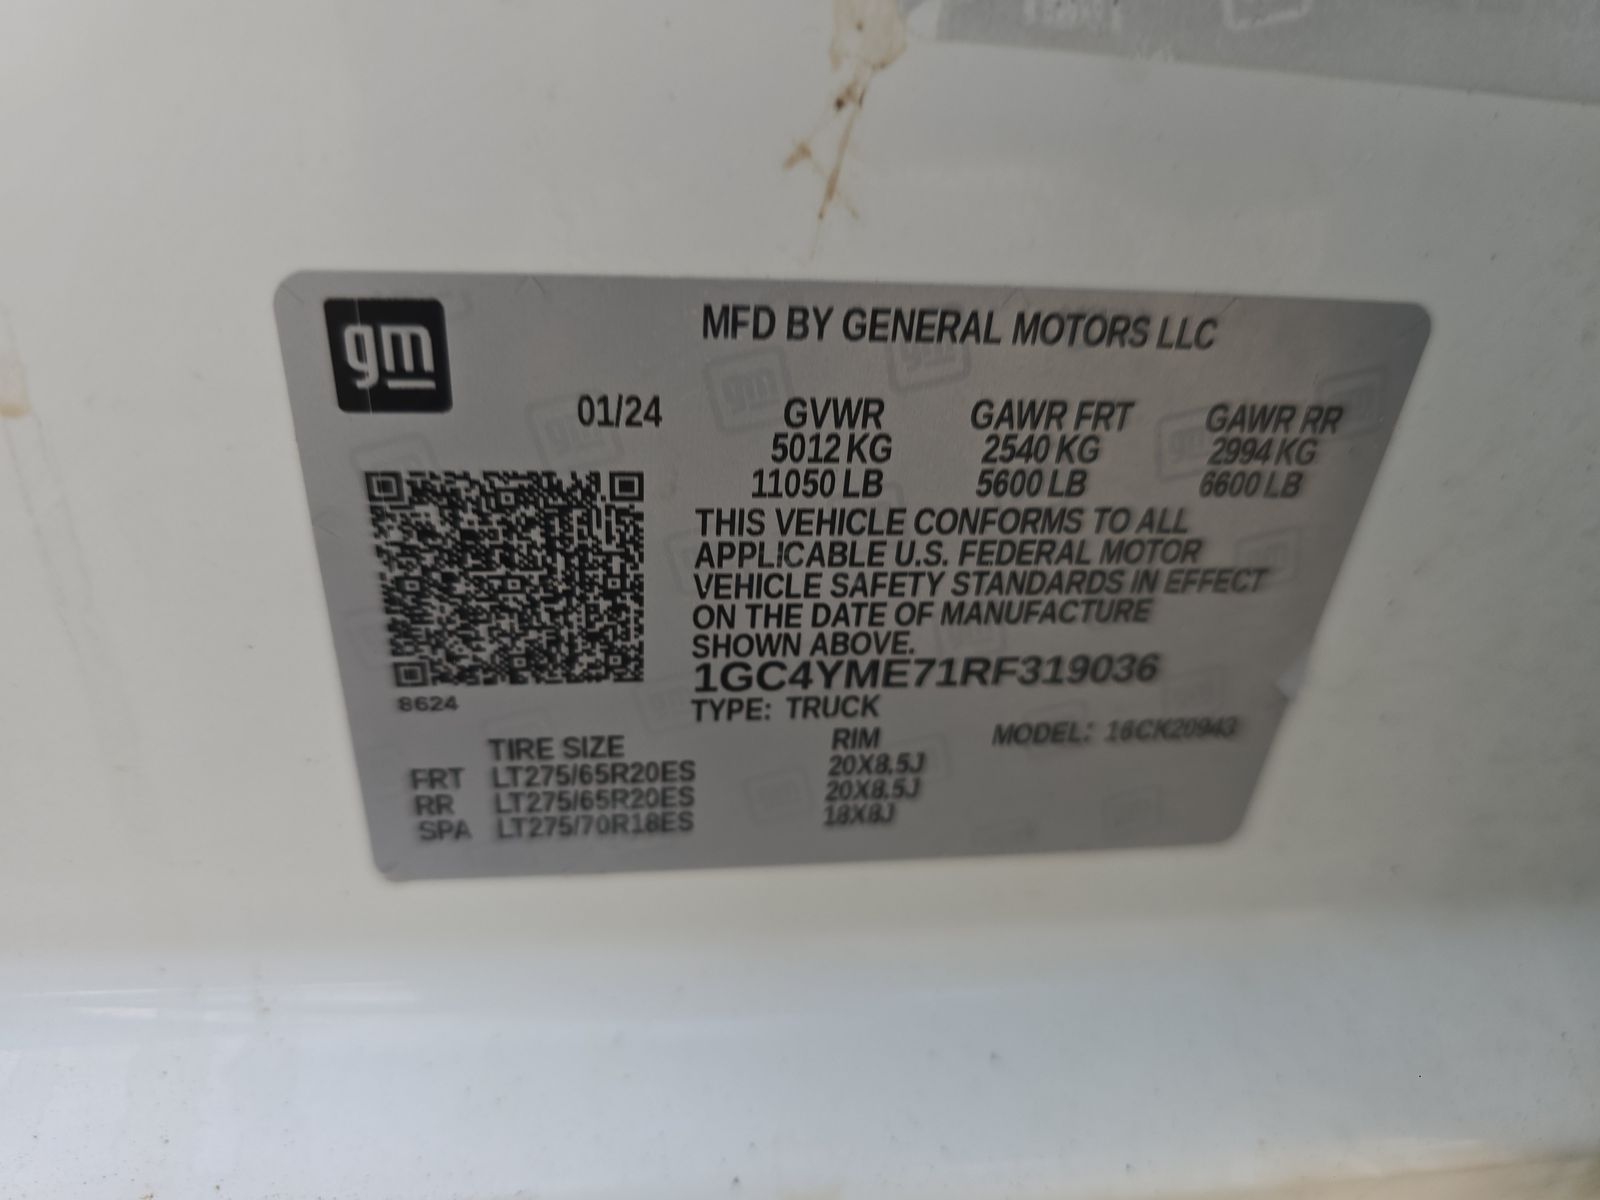 gm
MFD BY GENERAL MOTORS LLC
01/24 GVWR GAWR FRT GAWR RR
5012 KG 2540 KG 2994 KG
11050 LB 5600 LB 6600 LB
THIS VEHICLE CONFORMS TO ALL
APPLICABLE U.S. FEDERAL MOTOR
VEHICLE SAFETY STANDARDS IN EFFECT
ON THE DATE OF MANUFACTURE
SHOWN ABOVE.
1GC4YME71RF319036
8624
TYPE: TRUCK MODEL: 16CK20943
TIRE SIZE RIM
FRT LT275/65R20ES 20X8.5J
RR LT275/65R20ES 20X8.5J
SPA LT275/70R18ES 18X8J